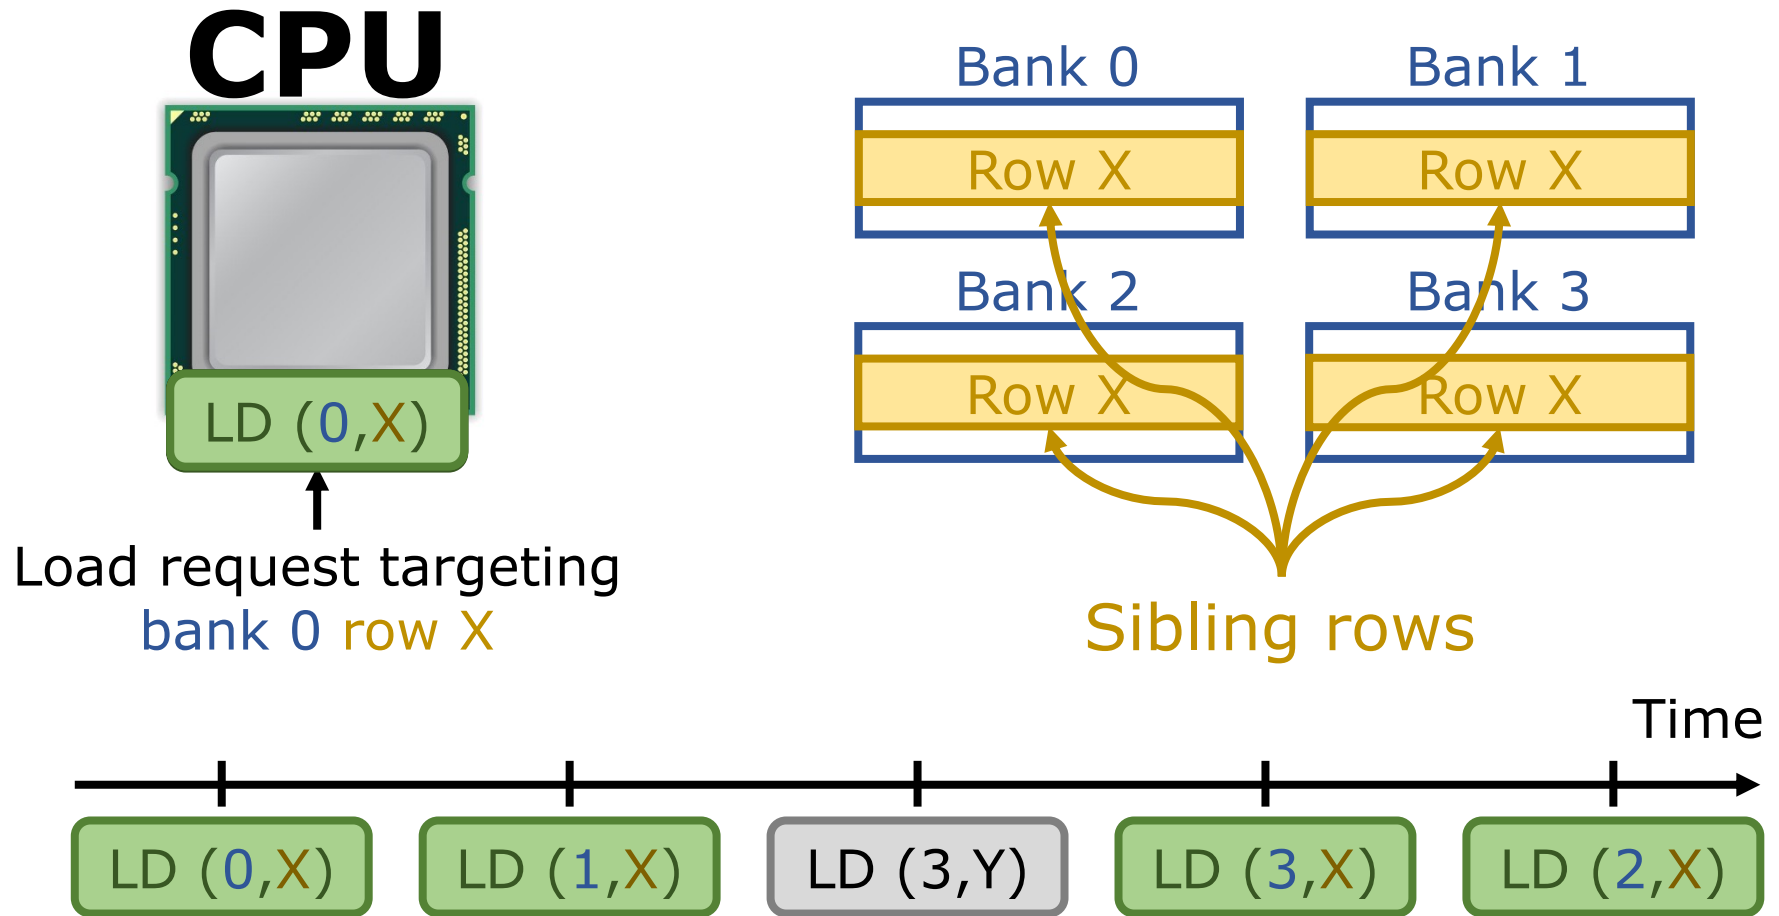 CPU
LD (0,X)
Load request targeting
bank 0 row X
Bank 0
Row X
Bank 1
Row X
Bank 2
Row X
Bank 3
Row X
Sibling rows
Time
LD (0,X)
LD (1,X)
LD (3,Y)
LD (3,X)
LD (2,X)